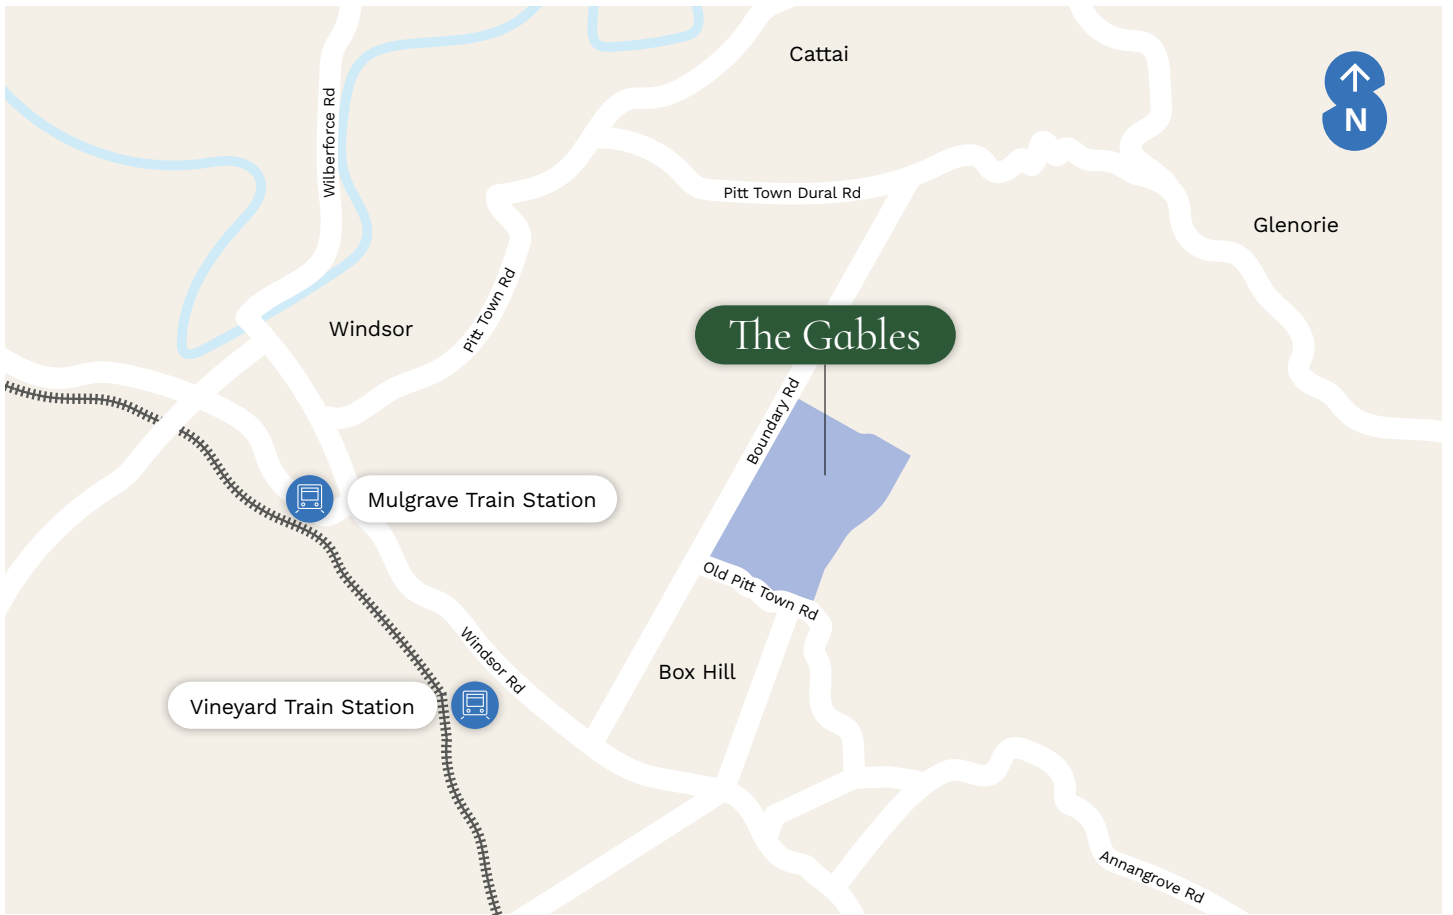 Cattai
Wilberforce Rd
N
Pitt Town Dural Rd
Glenorie
Pitt Town Rd
Windsor
The Gables
Boundary Rd
Mulgrave Train Station
Old Pitt Town Rd
Windsor Rd
Box Hill
Vineyard Train Station
Annangrove Rd